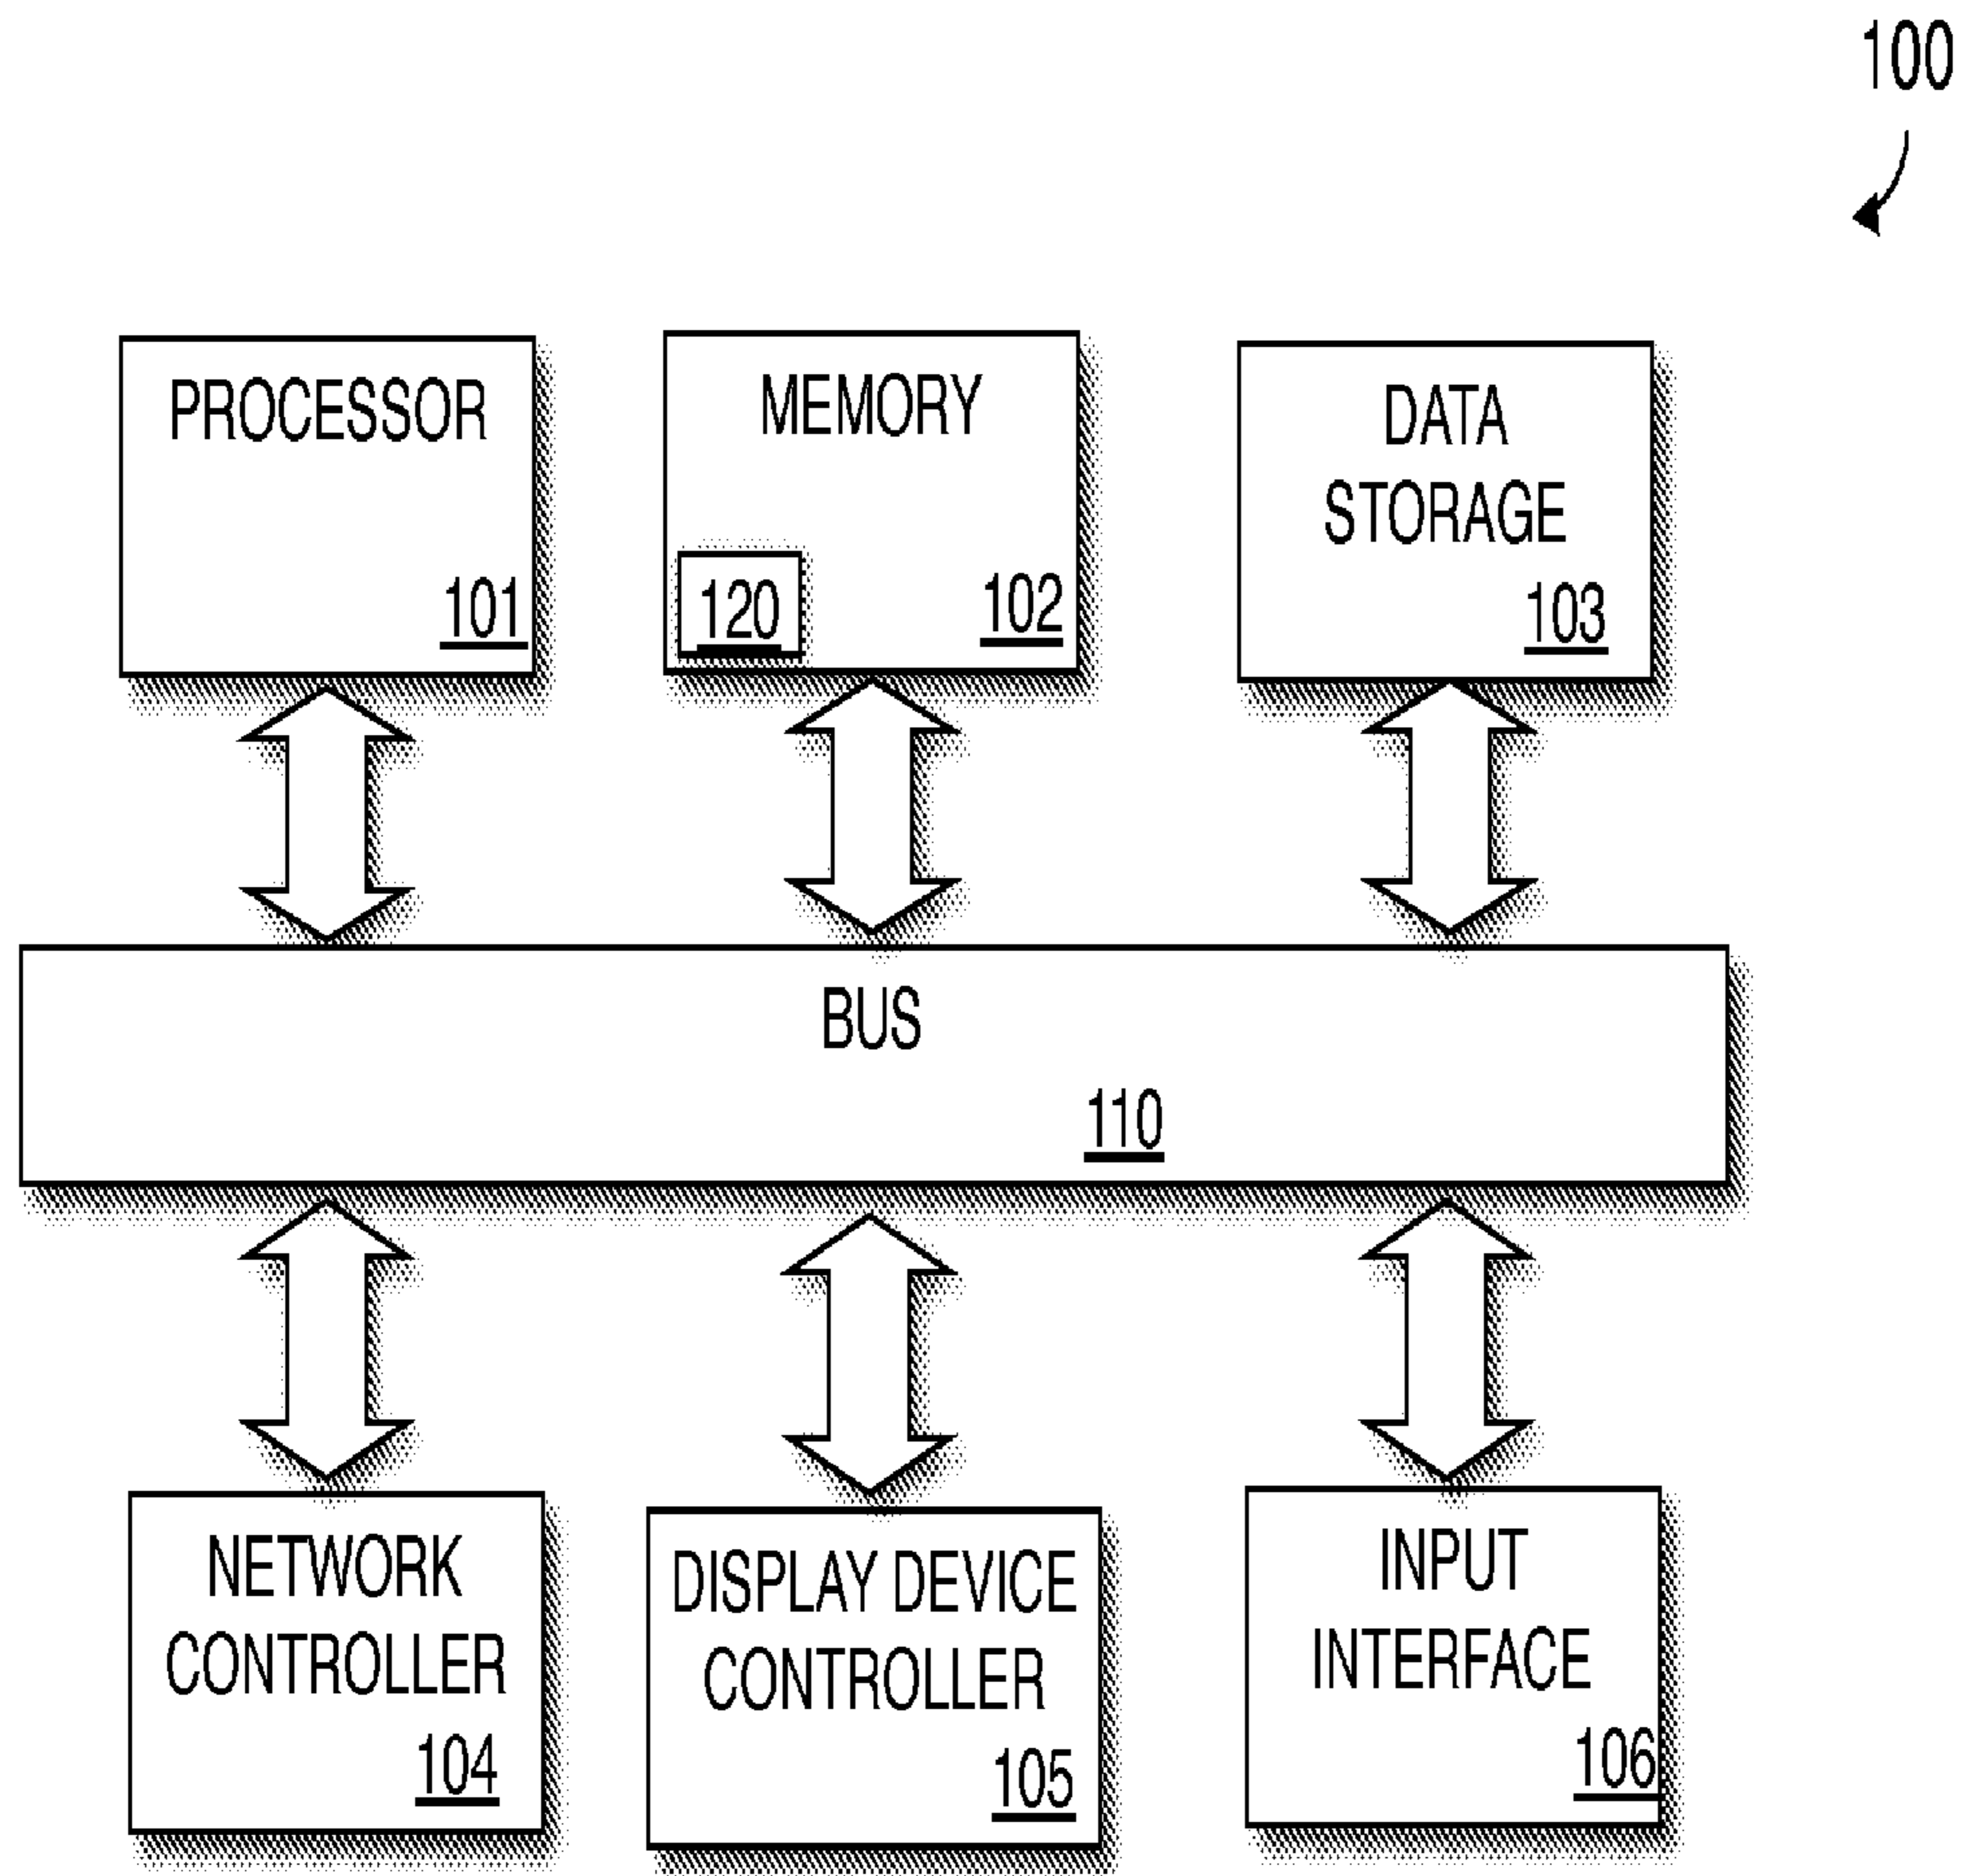 100
PROCESSOR
101
MEMORY
120
102
DATA
STORAGE
103
BUS
110
NETWORK
CONTROLLER
104
DISPLAY DEVICE
CONTROLLER
105
INPUT
INTERFACE
106